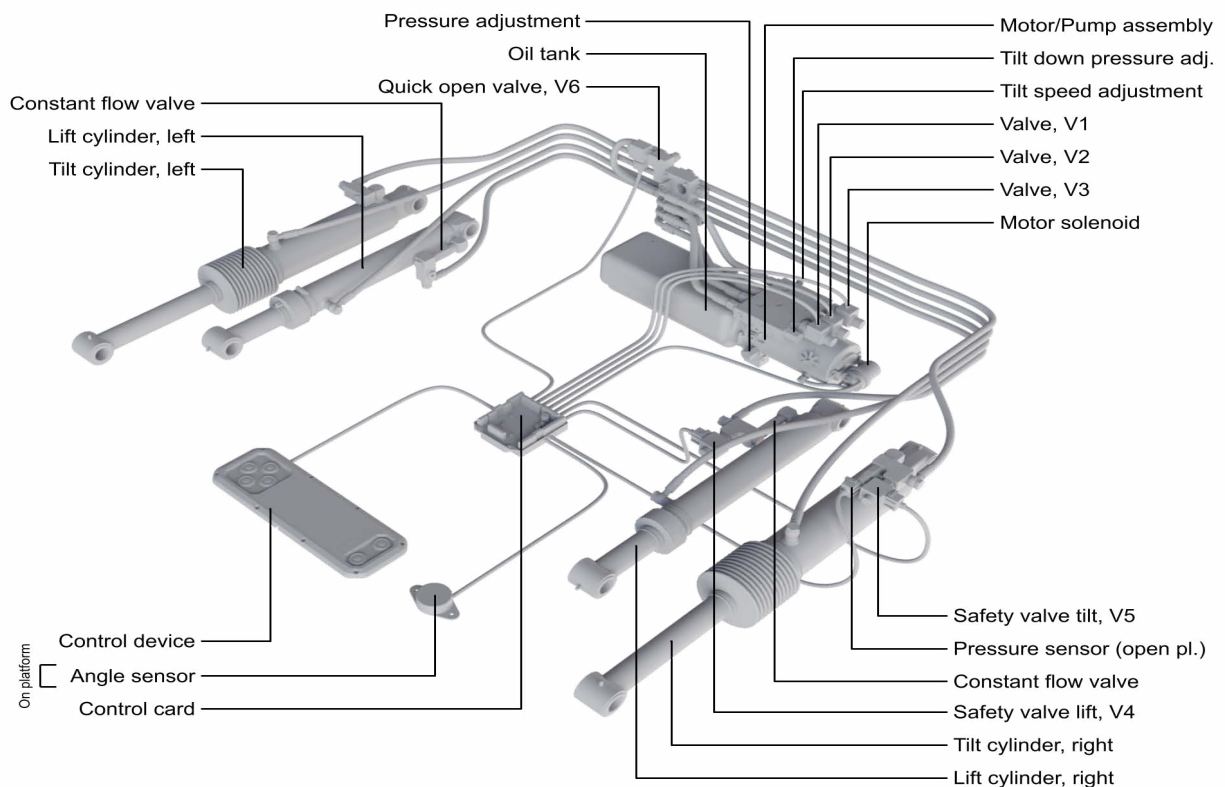 Pressure adjustment
Oil tank
Quick open valve, V6
Constant flow valve
Lift cylinder, left
Tilt cylinder, left
Motor/Pump assembly
Tilt down pressure adj.
Tilt speed adjustment
Valve, V1
Valve, V2
Valve, V3
Motor solenoid
Control device
On platform
Angle sensor
Control card
Safety valve tilt, V5
Pressure sensor (open pl.)
Constant flow valve
Safety valve lift, V4
Tilt cylinder, right
Lift cylinder, right